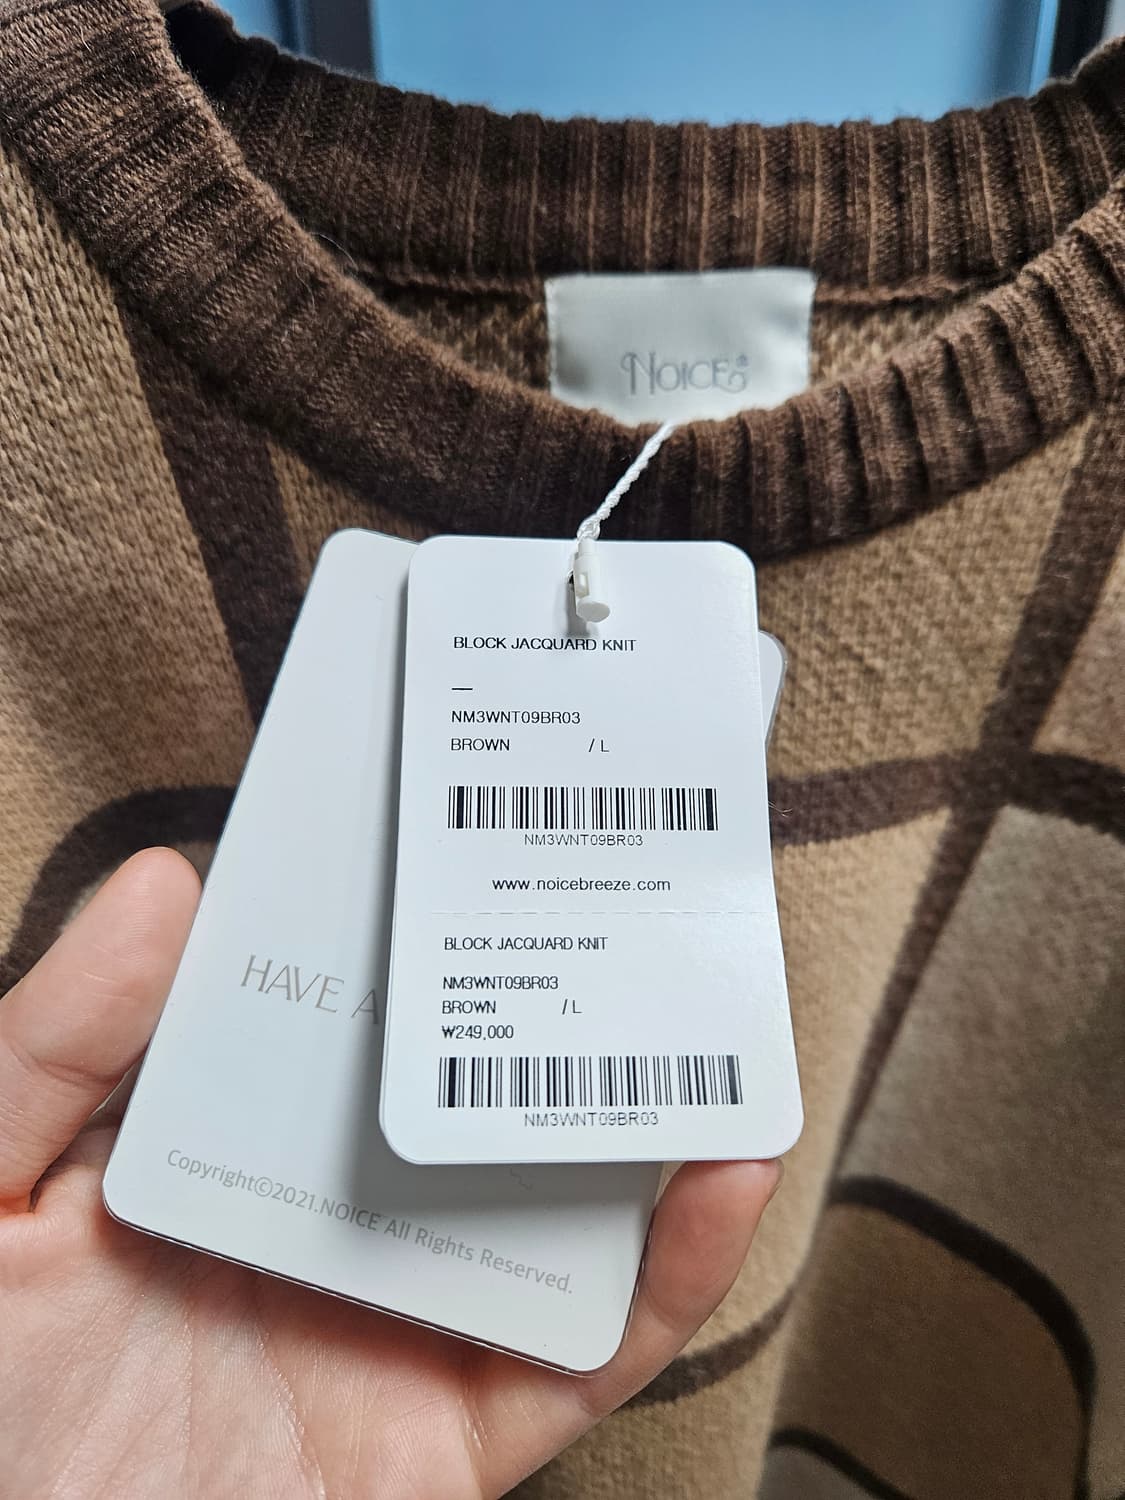 NOICE
BLOCK JACQUARD KNIT
NM3WNT09BR03
BROWN / L
NM3WNT09BR03
www.noicebreeze.com
BLOCK JACQUARD KNIT
NM3WNT09BR03
BROWN / L
₩249,000
NM3WNT09BR03
HAVE A
Copyright©2021.NOICE All Rights Reserved.